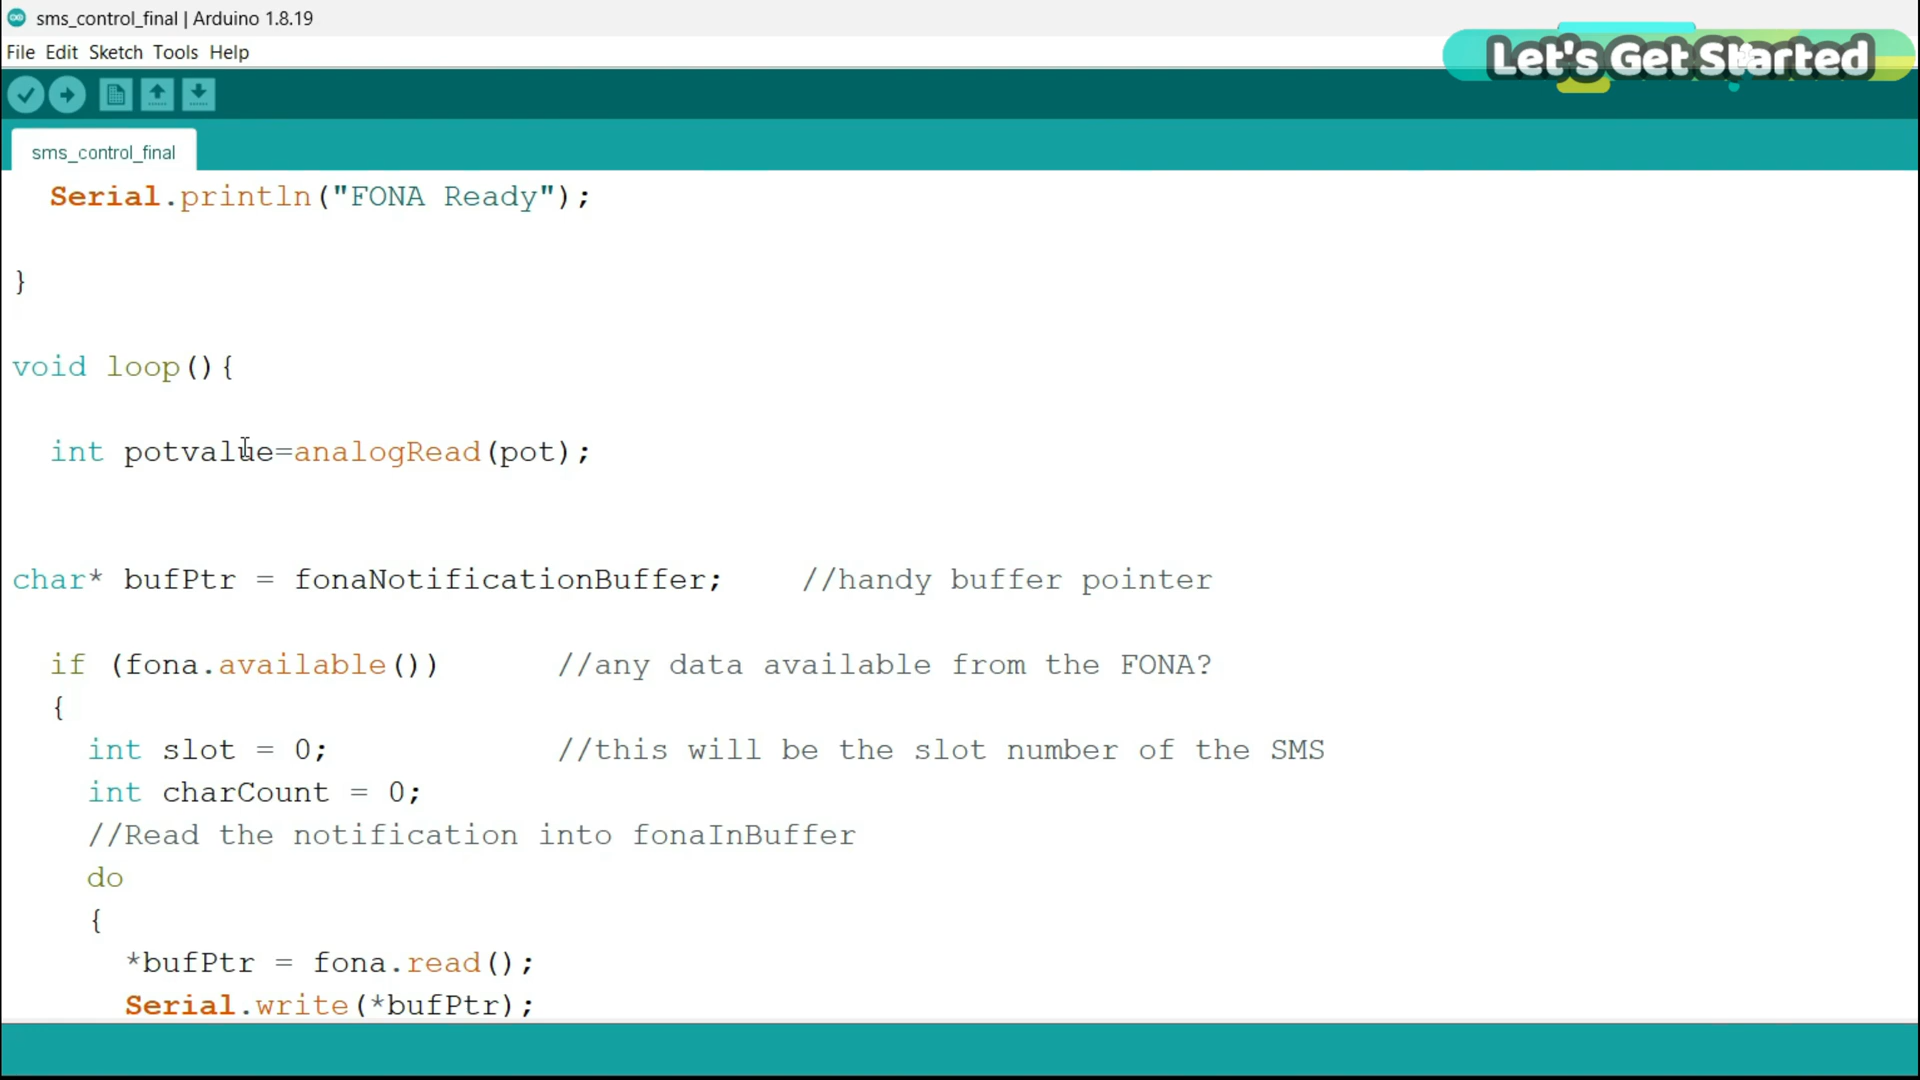 sms_control_final | Arduino 1.8.19
File Edit Sketch Tools Help
Let's Get Started
sms_control_final
Serial.println("FONA Ready");
}
void loop(){
int potvalue=analogRead(pot);
char* bufPtr = fonaNotificationBuffer;    //handy buffer pointer
if (fona.available())      //any data available from the FONA?
{
int slot = 0;            //this will be the slot number of the SMS
int charCount = 0;
//Read the notification into fonaInBuffer
do
{
*bufPtr = fona.read();
Serial.write(*bufPtr);